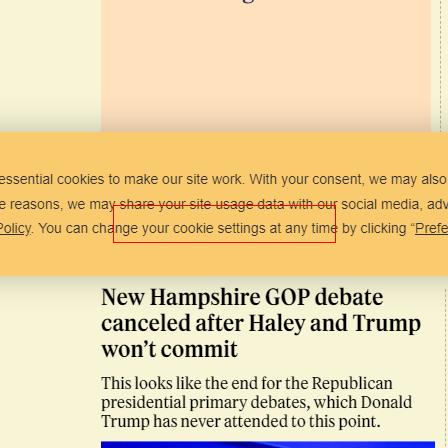 essential cookies to make our site work. With your consent, we may also
e reasons, we may share your site usage data with our social media, adv
Policy. You can change your cookie settings at any time by clicking “Prefe
New Hampshire GOP debate
canceled after Haley and Trump
won’t commit
This looks like the end for the Republican
presidential primary debates, which Donald
Trump has never attended to this point.